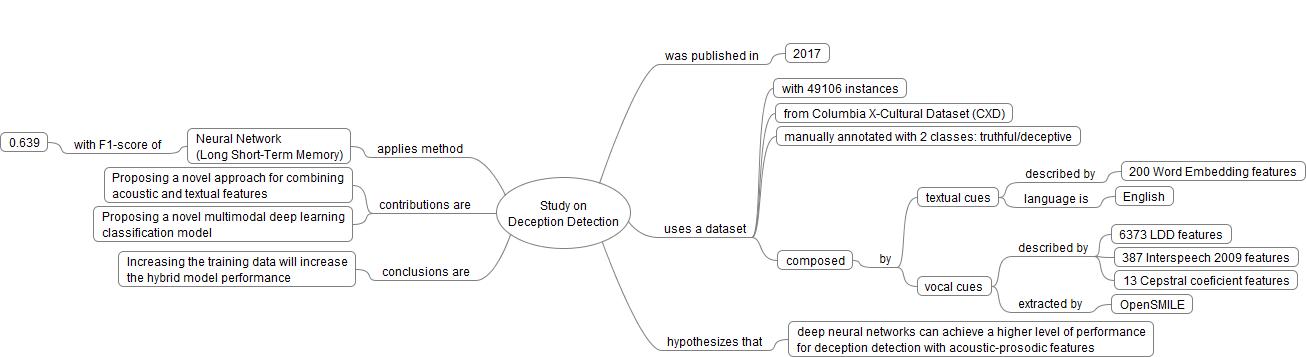 Study on
Deception Detection
was published in
2017
uses a dataset
with 49106 instances
from Columbia X-Cultural Dataset (CXD)
manually annotated with 2 classes: truthful/deceptive
composed
by
textual cues
described by
200 Word Embedding features
language is
English
vocal cues
described by
6373 LDD features
387 Interspeech 2009 features
13 Cepstral coeficient features
extracted by
OpenSMILE
hypothesizes that
deep neural networks can achieve a higher level of performance
for deception detection with acoustic-prosodic features
applies method
Neural Network
(Long Short-Term Memory)
with F1-score of
0.639
contributions are
Proposing a novel approach for combining
acoustic and textual features
Proposing a novel multimodal deep learning
classification model
conclusions are
Increasing the training data will increase
the hybrid model performance